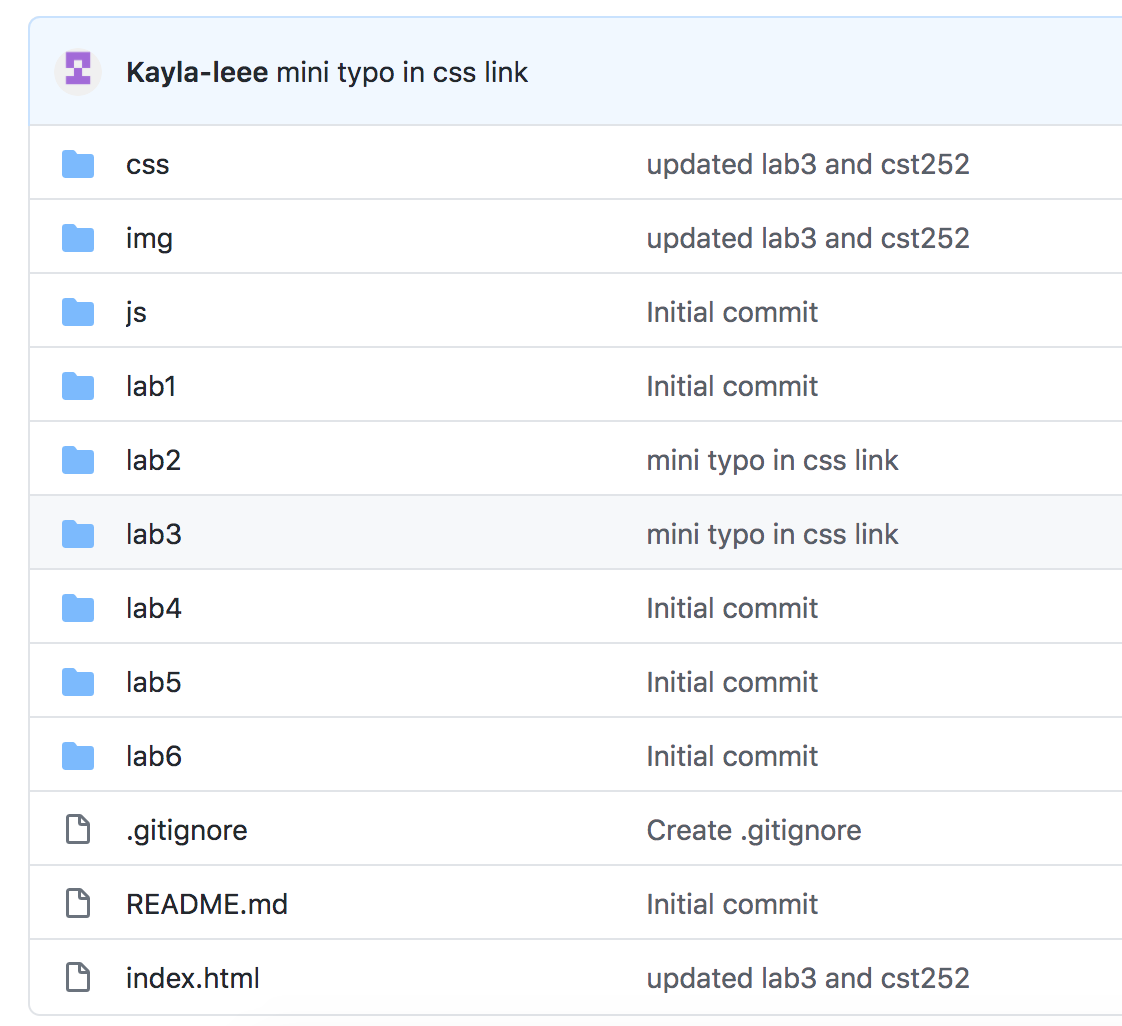 Kayla-leee mini typo in css link
css updated lab3 and cst252
img updated lab3 and cst252
js Initial commit
lab1 Initial commit
lab2 mini typo in css link
lab3 mini typo in css link
lab4 Initial commit
lab5 Initial commit
lab6 Initial commit
.gitignore Create .gitignore
README.md Initial commit
index.html updated lab3 and cst252